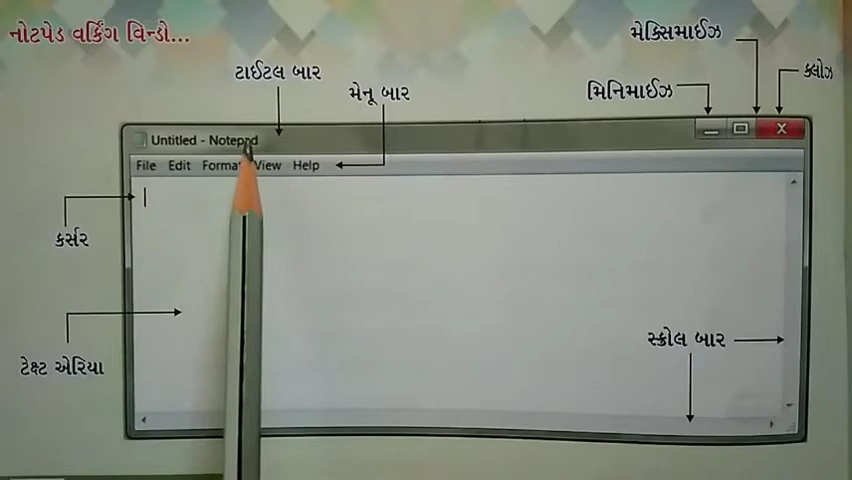 નોટપેડ વર્કિંગ વિન્ડો...
મેક્સિમાઈઝ
ટાઈટલ બાર
ક્લોઝ
મેનૂ બાર
મિનિમાઈઝ
Untitled - Notepad
File Edit Format View Help
કર્સર
સ્ક્રોલ બાર
ટેક્ષ્ટ એરિયા